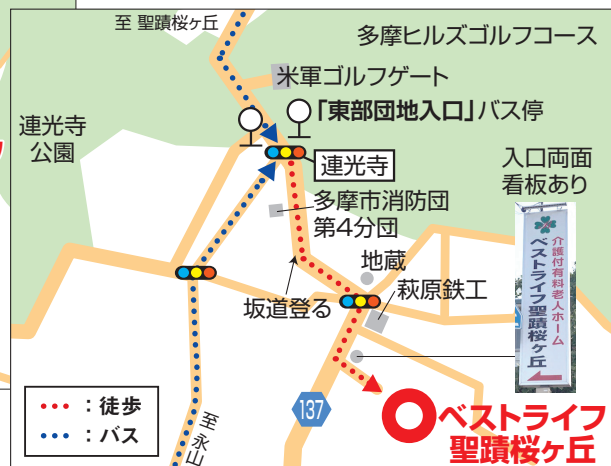 至 聖蹟桜ヶ丘
多摩ヒルズゴルフコース
米軍ゴルフゲート
「東部団地入口」バス停
連光寺
公園
連光寺
入口両面
看板あり
多摩市消防団
第4分団
地蔵
萩原鉄工
坂道登る
介護付有料老人ホーム
ベストライフ聖蹟桜ヶ丘
137
：徒歩
：バス
至 永山
ベストライフ
聖蹟桜ヶ丘